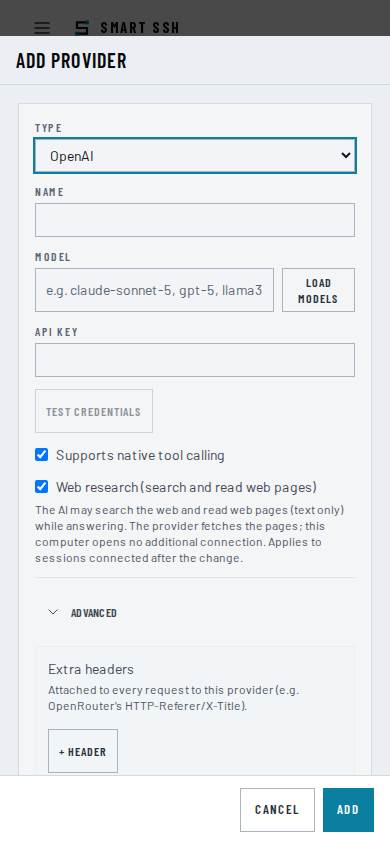 SMART SSH
ADD PROVIDER
TYPE
OpenAI
NAME
MODEL
e.g. claude-sonnet-5, gpt-5, llama3
LOAD
MODELS
API KEY
TEST CREDENTIALS
Supports native tool calling
Web research (search and read web pages)
The AI may search the web and read web pages (text only)
while answering. The provider fetches the pages; this
computer opens no additional connection. Applies to
sessions connected after the change.
ADVANCED
Extra headers
Attached to every request to this provider (e.g.
OpenRouter's HTTP-Referer/X-Title).
+ HEADER
CANCEL
ADD